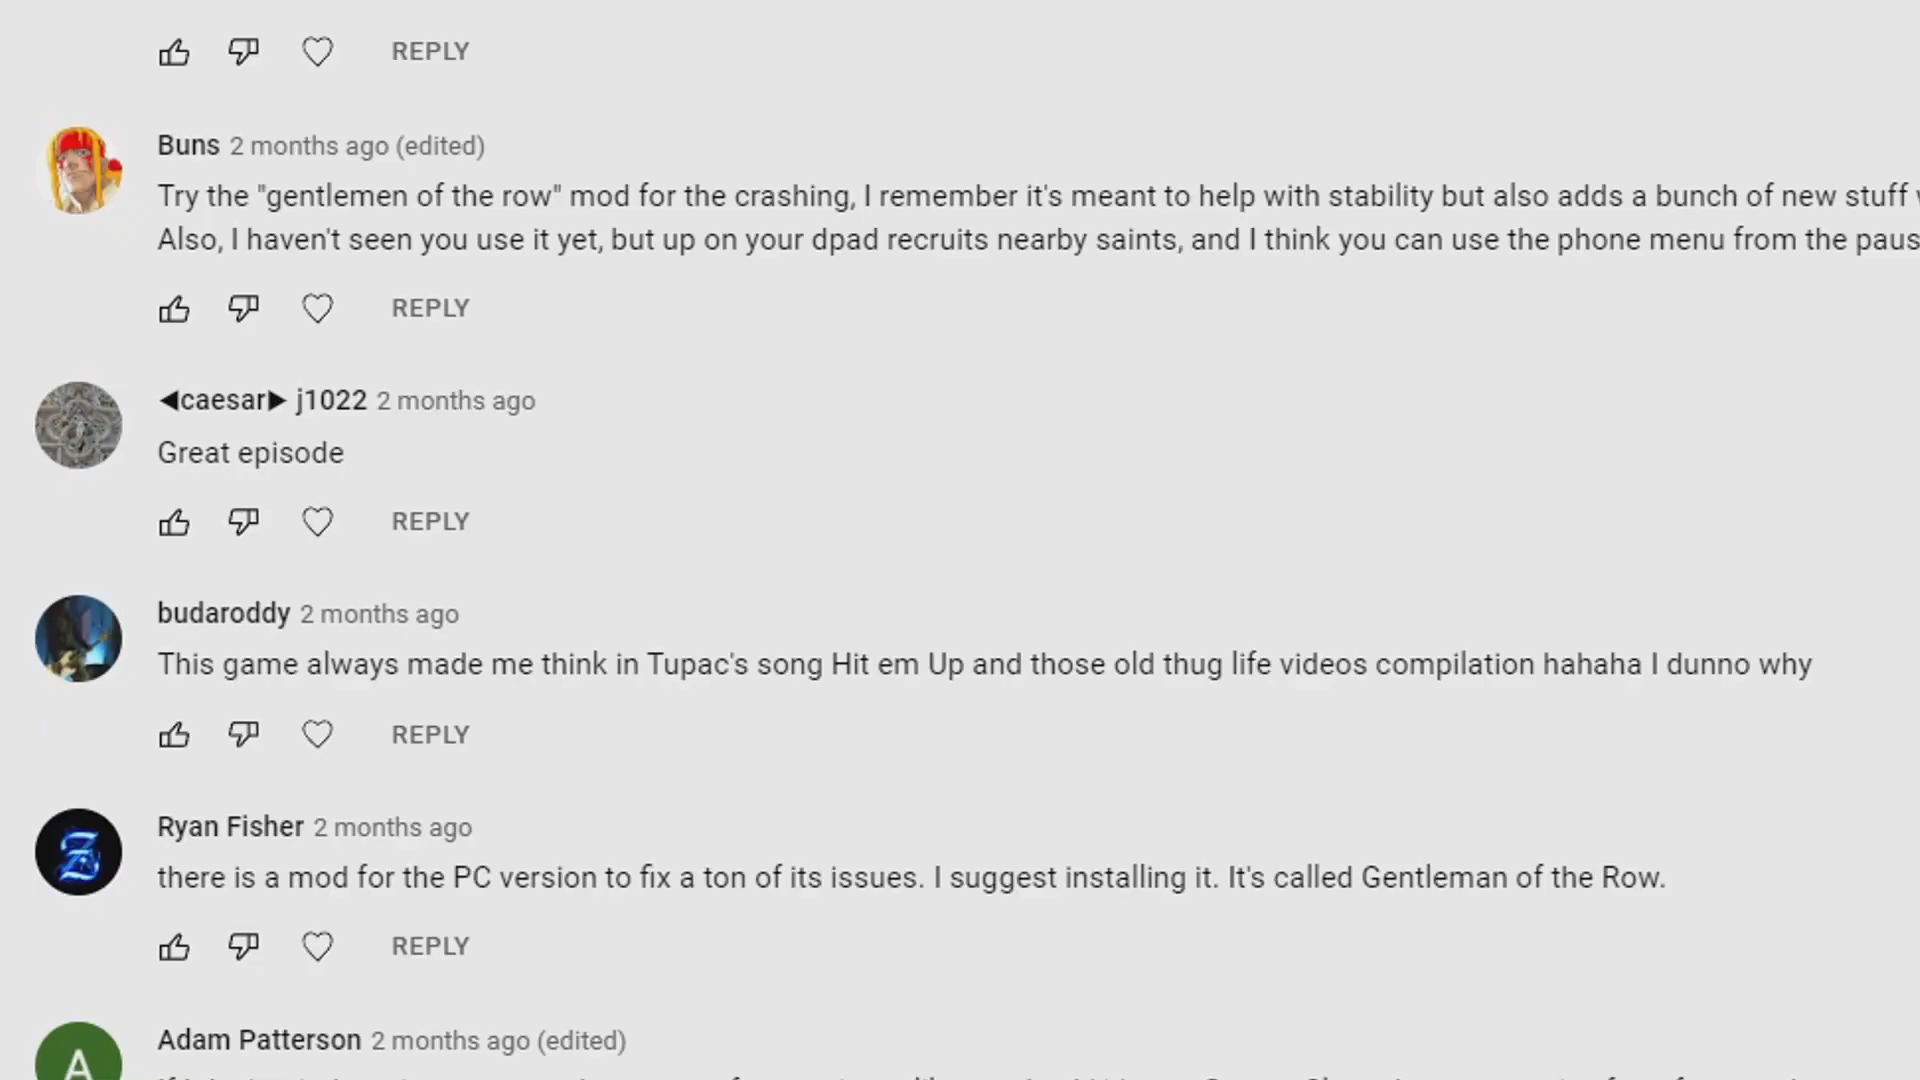 REPLY
Buns 2 months ago (edited)
Try the "gentlemen of the row" mod for the crashing, I remember it's meant to help with stability but also adds a bunch of new stuff
Also, I haven't seen you use it yet, but up on your dpad recruits nearby saints, and I think you can use the phone menu from the paus
REPLY
◀caesar▶ j1022 2 months ago
Great episode
REPLY
budaroddy 2 months ago
This game always made me think in Tupac's song Hit em Up and those old thug life videos compilation hahaha I dunno why
REPLY
Ryan Fisher 2 months ago
there is a mod for the PC version to fix a ton of its issues. I suggest installing it. It's called Gentleman of the Row.
REPLY
Adam Patterson 2 months ago (edited)
A